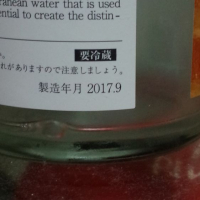 ranean water that is used
ential to create the distin-
い。
要冷蔵
れがありますので注意しましょう。
製造年月 2017.9